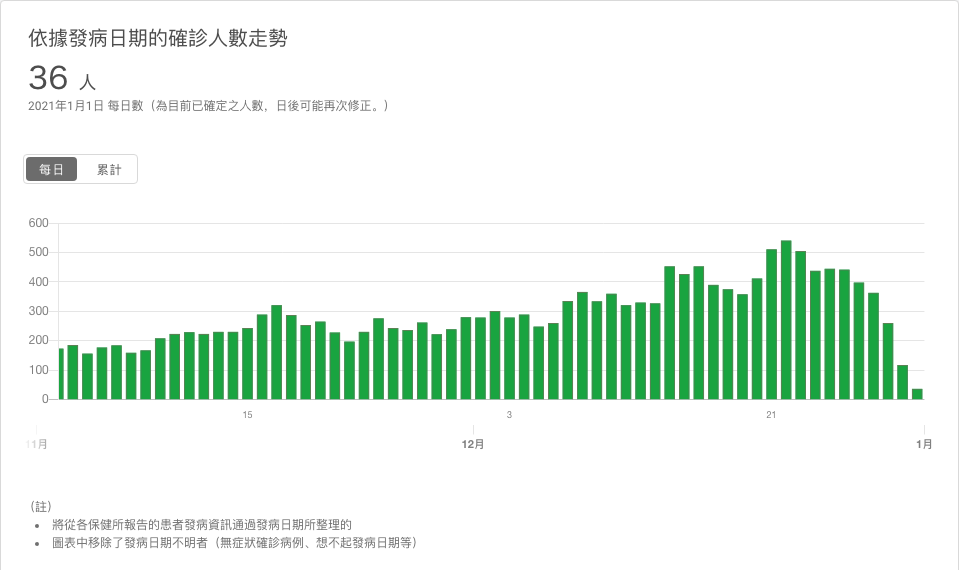 依據發病日期的確診人數走勢
36 人
2021年1月1日 每日數（為目前已確定之人數，日後可能再次修正。）
每日 累計
600
500
400
300
200
100
0
15 3 21
11月 12月 1月
（註）
• 將從各保健所報告的患者發病資訊通過發病日期所整理的
• 圖表中移除了發病日期不明者（無症狀確診病例、想不起發病日期等）